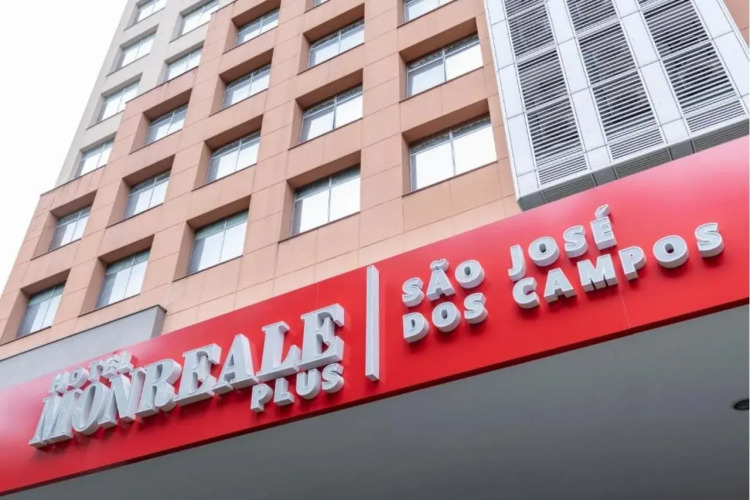 HOTEL
MONREALE
PLUS
SÃO JOSÉ
DOS CAMPOS